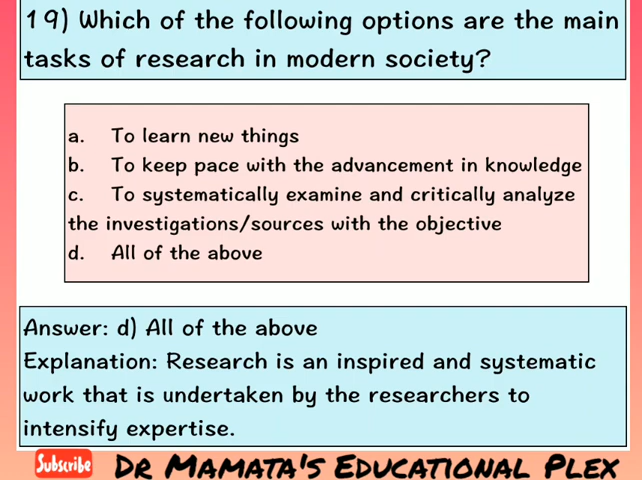 19) Which of the following options are the main
tasks of research in modern society?
a. To learn new things
b. To keep pace with the advancement in knowledge
c. To systematically examine and critically analyze
the investigations/sources with the objective
d. All of the above
Answer: d) All of the above
Explanation: Research is an inspired and systematic
work that is undertaken by the researchers to
intensify expertise.
Subscribe DR MAMATA'S EDUCATIONAL PLEX